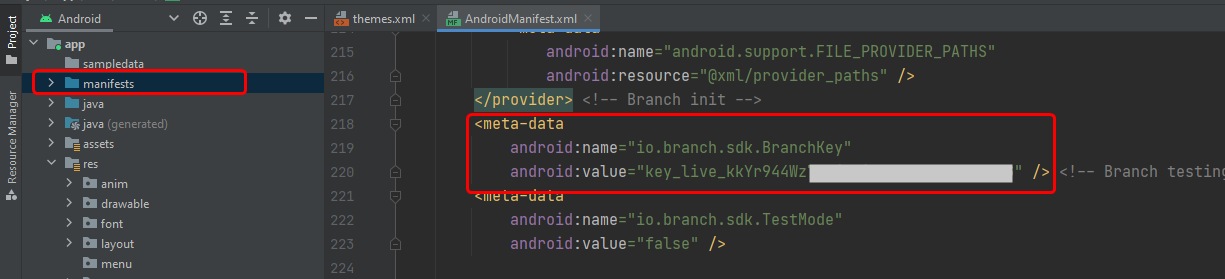 Project
Resource Manager
Android
app
sampledata
manifests
java
java (generated)
assets
res
anim
drawable
font
layout
menu
themes.xml
AndroidManifest.xml
215 android:name="android.support.FILE_PROVIDER_PATHS"
216 android:resource="@xml/provider_paths" />
217 </provider> <!-- Branch init -->
218 <meta-data
219 android:name="io.branch.sdk.BranchKey"
220 android:value="key_live_kkYr944Wz " /> <!-- Branch testing
221 <meta-data
222 android:name="io.branch.sdk.TestMode"
223 android:value="false" />
224